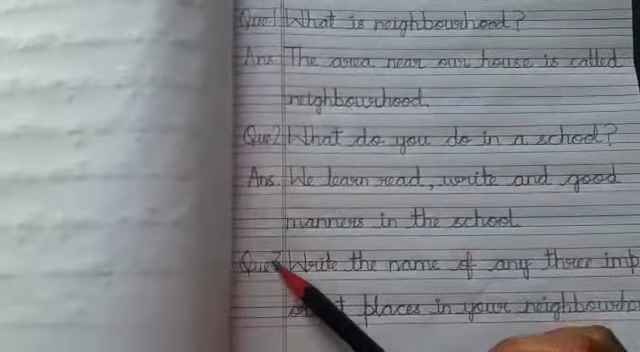 Que1 What is neighbourhood?
Ans. The area near our house is called
neighbourhood.
Que2 What do you do in a school?
Ans. We learn read, write and good
manners in the school.
Que3 Write the name of any three imp
places in your neighbourho